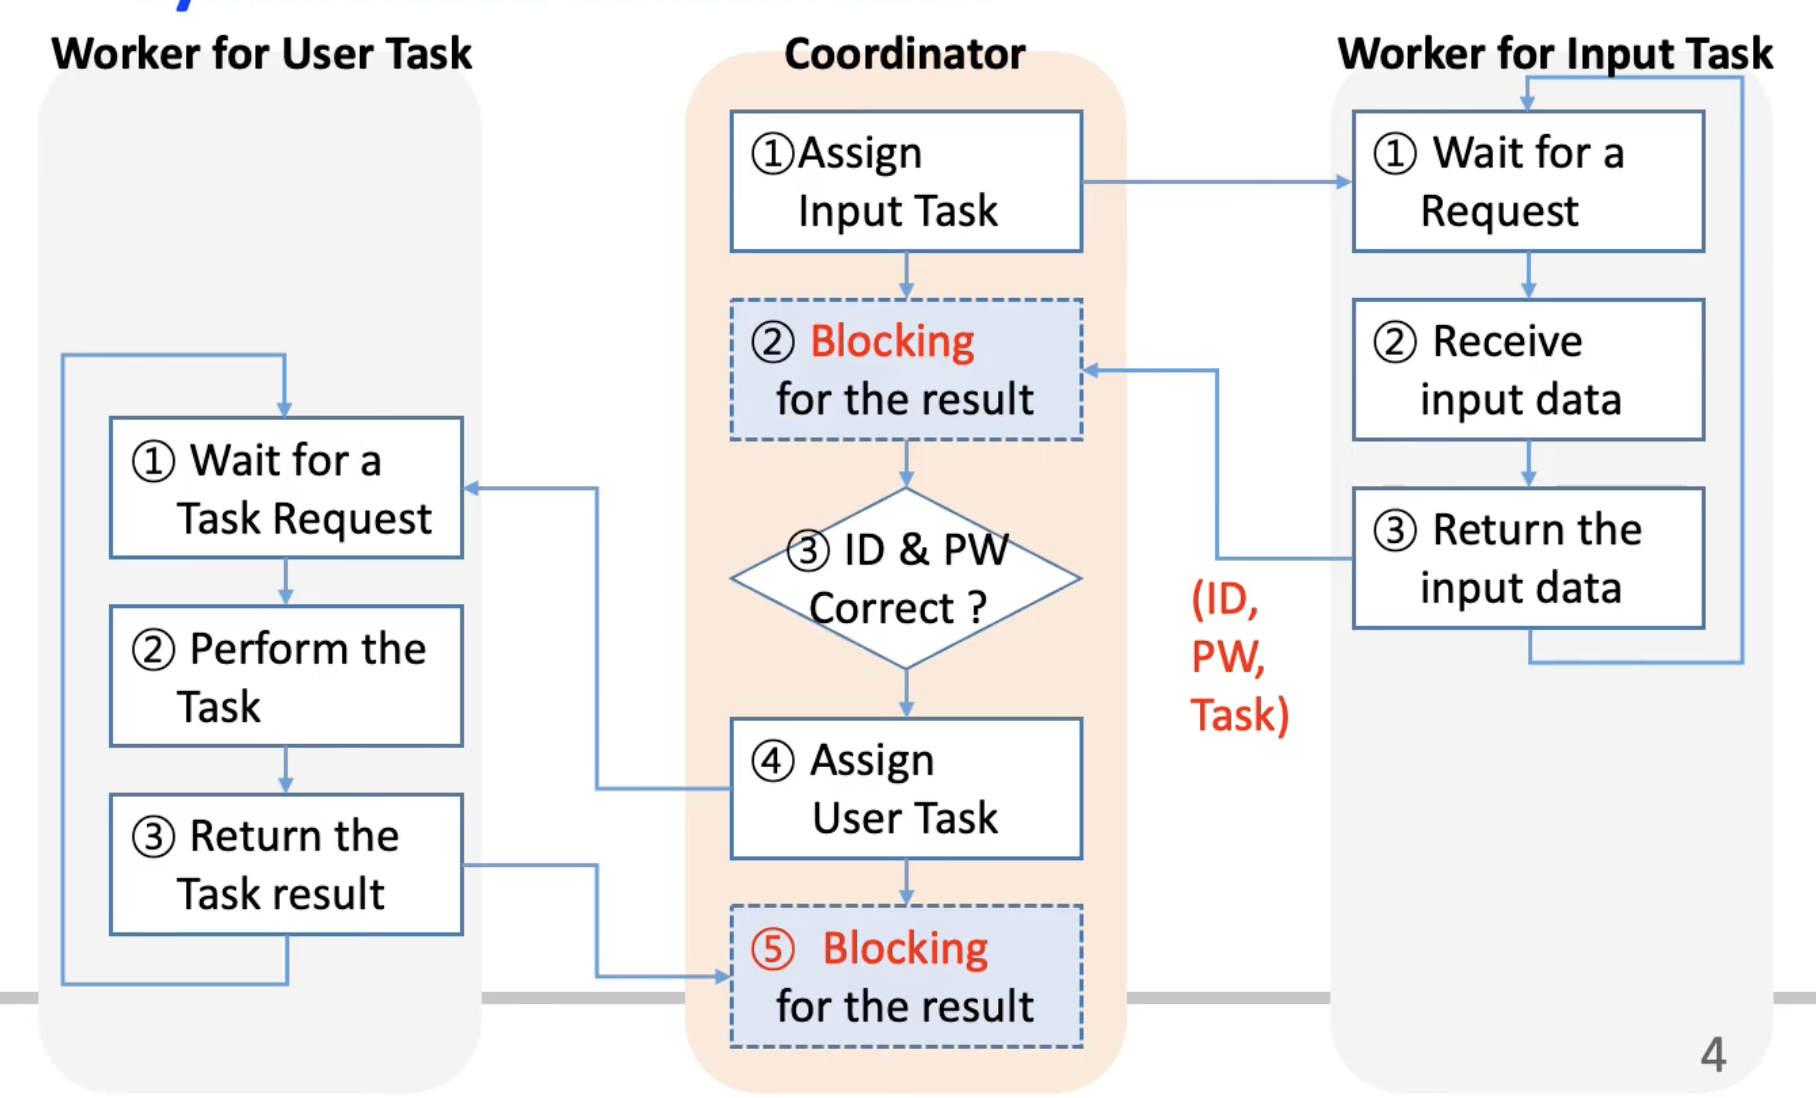 Worker for User Task
① Wait for a
Task Request
② Perform the
Task
③ Return the
Task result
Coordinator
①Assign
Input Task
② Blocking
for the result
③ ID & PW
Correct ?
④ Assign
User Task
⑤ Blocking
for the result
(ID,
PW,
Task)
Worker for Input Task
① Wait for a
Request
② Receive
input data
③ Return the
input data
4